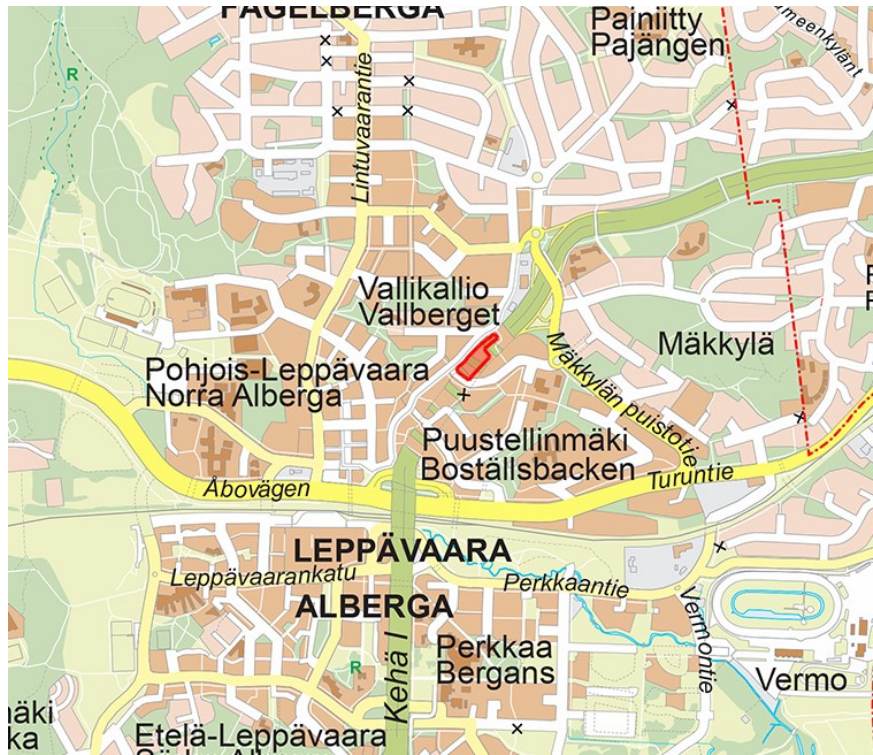 FÅGELBERGA
Painiitty
Pajängen
Lintuvaarantie
R
Vallikallio
Vallberget
Mäkkylä
Pohjois-Leppävaara
Norra Alberga
Mäkkylän puistotie
Puustellinmäki
Boställsbacken
Turuntie
Åbovägen
LEPPÄVAARA
ALBERGA
Leppävaarankatu
Perkkaantie
Vermontie
Kehä I
Perkkaa
Bergans
R
Vermo
Etelä-Leppävaara